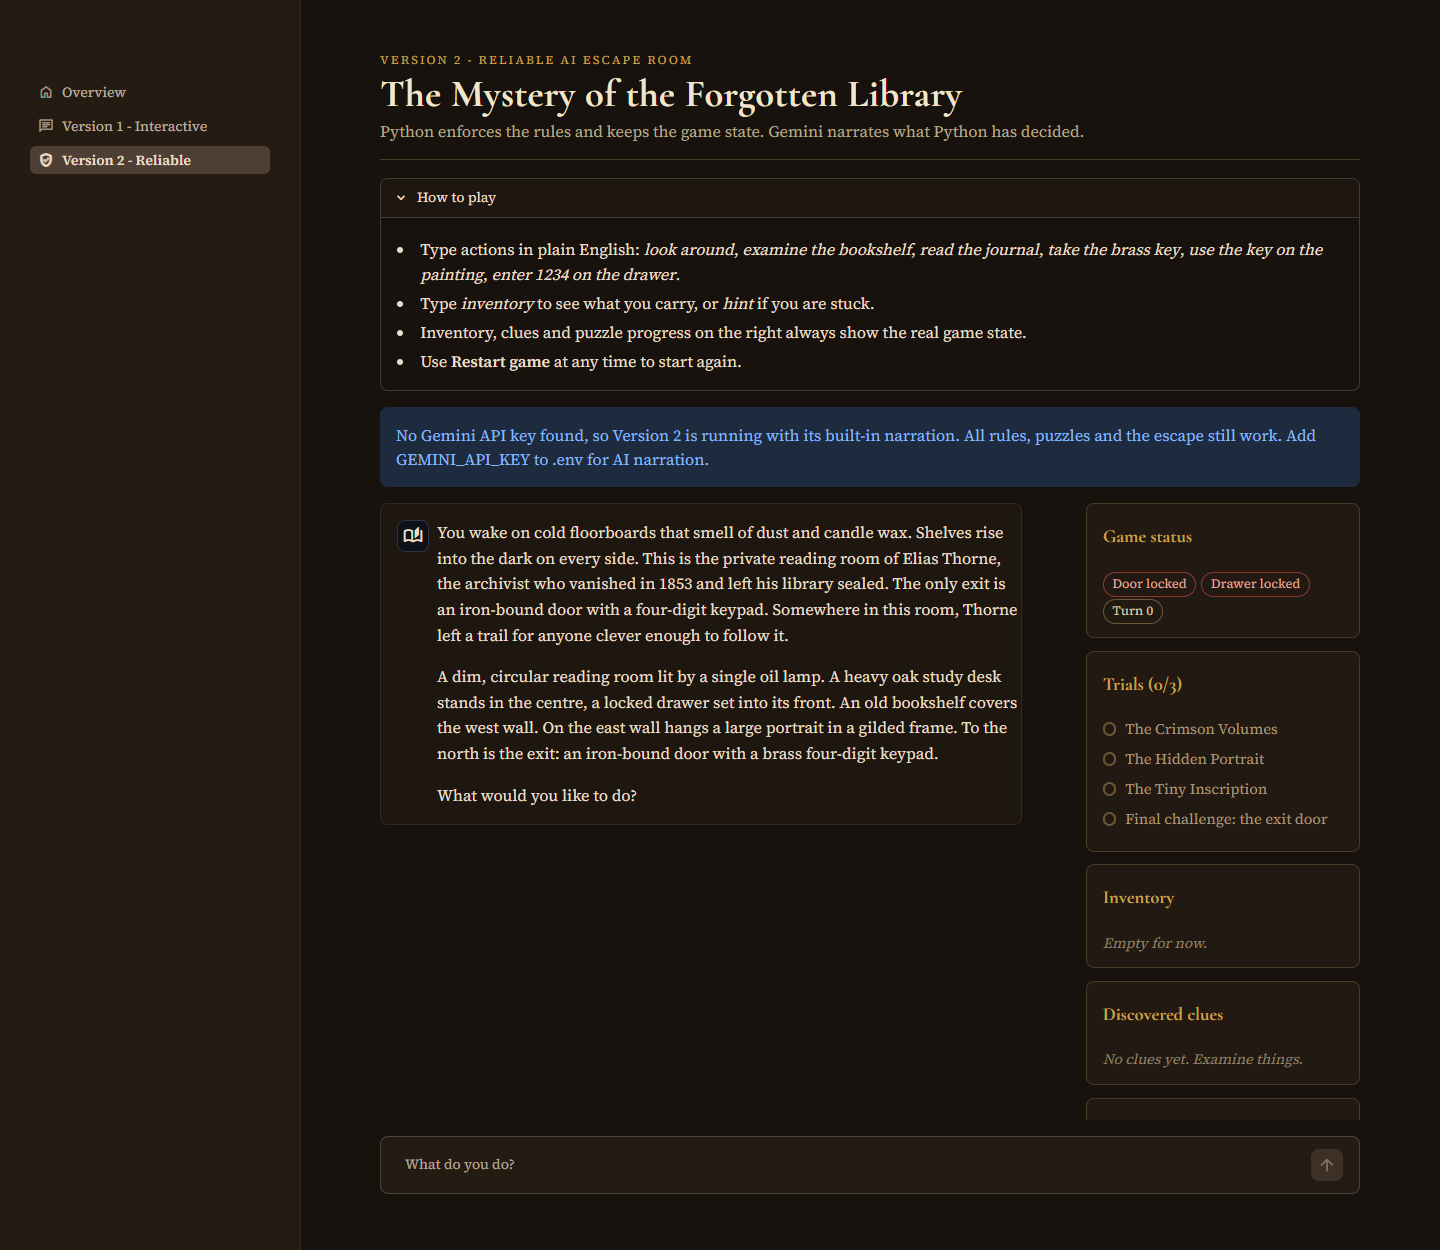 Overview
Version 1 - Interactive
Version 2 - Reliable
VERSION 2 - RELIABLE AI ESCAPE ROOM
The Mystery of the Forgotten Library
Python enforces the rules and keeps the game state. Gemini narrates what Python has decided.
How to play
Type actions in plain English: look around, examine the bookshelf, read the journal, take the brass key, use the key on the
painting, enter 1234 on the drawer.
Type inventory to see what you carry, or hint if you are stuck.
Inventory, clues and puzzle progress on the right always show the real game state.
Use Restart game at any time to start again.
No Gemini API key found, so Version 2 is running with its built-in narration. All rules, puzzles and the escape still work. Add
GEMINI_API_KEY to .env for AI narration.
You wake on cold floorboards that smell of dust and candle wax. Shelves rise
into the dark on every side. This is the private reading room of Elias Thorne,
the archivist who vanished in 1853 and left his library sealed. The only exit is
an iron-bound door with a four-digit keypad. Somewhere in this room, Thorne
left a trail for anyone clever enough to follow it.
A dim, circular reading room lit by a single oil lamp. A heavy oak study desk
stands in the centre, a locked drawer set into its front. An old bookshelf covers
the west wall. On the east wall hangs a large portrait in a gilded frame. To the
north is the exit: an iron-bound door with a brass four-digit keypad.
What would you like to do?
Game status
Door locked
Drawer locked
Turn 0
Trials (0/3)
The Crimson Volumes
The Hidden Portrait
The Tiny Inscription
Final challenge: the exit door
Inventory
Empty for now.
Discovered clues
No clues yet. Examine things.
What do you do?